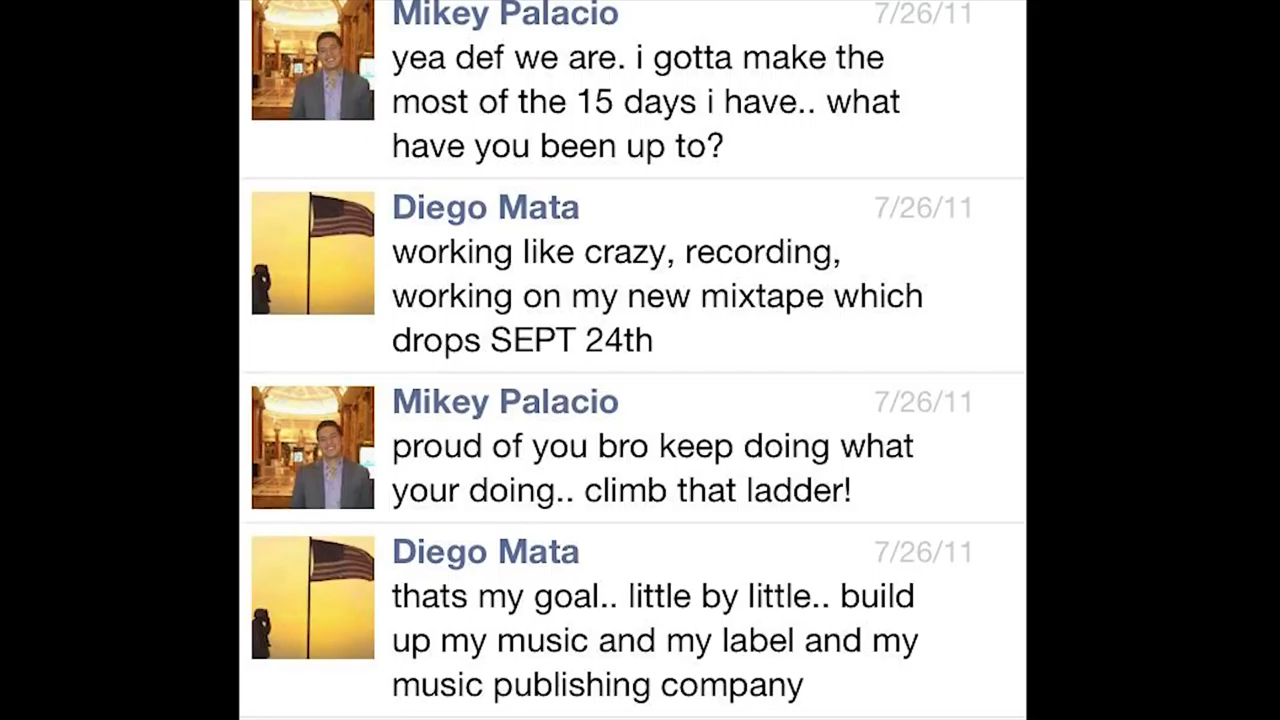 Mikey Palacio 7/26/11
yea def we are. i gotta make the
most of the 15 days i have.. what
have you been up to?
Diego Mata 7/26/11
working like crazy, recording,
working on my new mixtape which
drops SEPT 24th
Mikey Palacio 7/26/11
proud of you bro keep doing what
your doing.. climb that ladder!
Diego Mata 7/26/11
thats my goal.. little by little.. build
up my music and my label and my
music publishing company